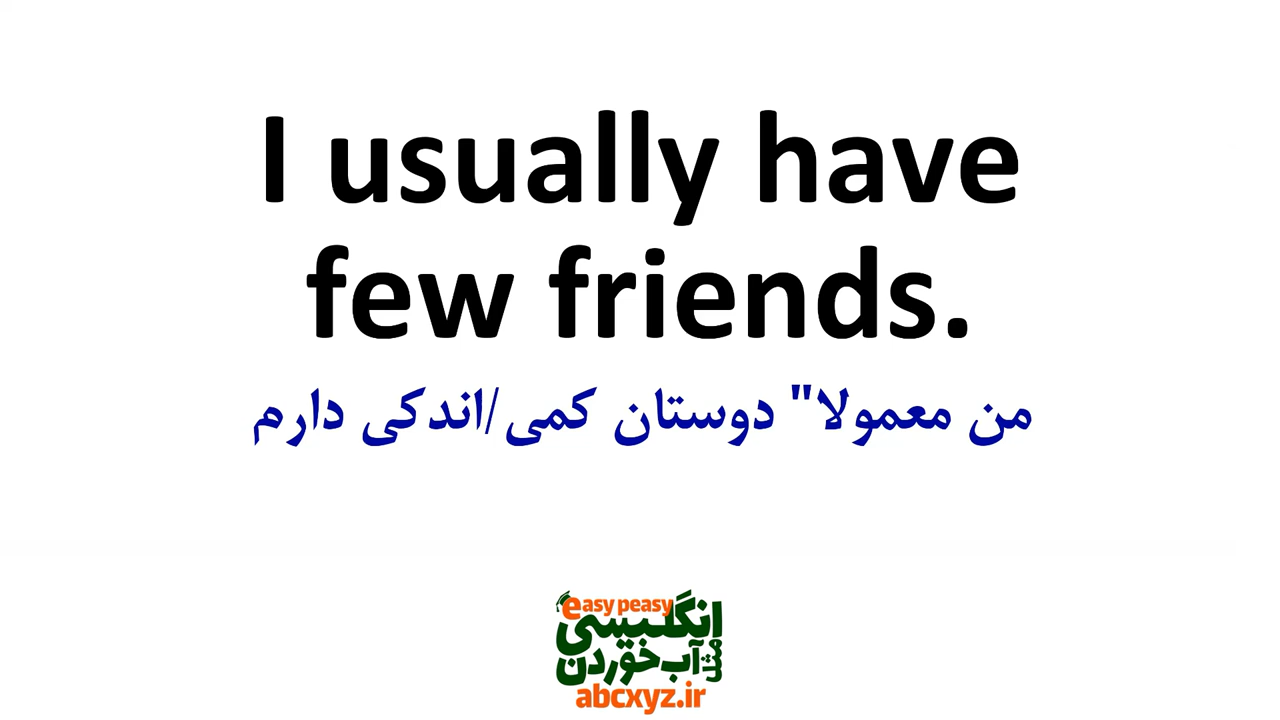 I usually have
few friends.
من معمولا" دوستان کمی/اندکی دارم
easy peasy
انگلیسی
مثل
آب خوردن
abcxyz.ir